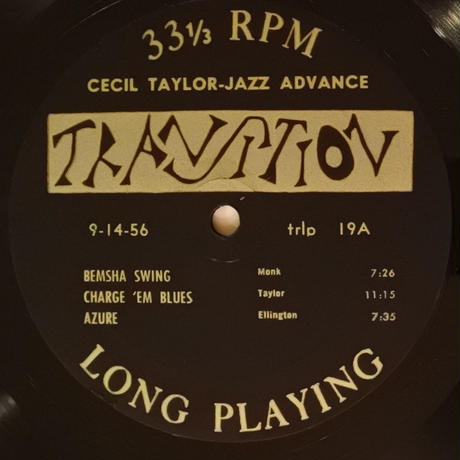 33⅓ RPM
CECIL TAYLOR-JAZZ ADVANCE
TRANSITION
9-14-56 trlp 19A
BEMSHA SWING Monk 7:26
CHARGE 'EM BLUES Taylor 11:15
AZURE Ellington 7:35
LONG PLAYING